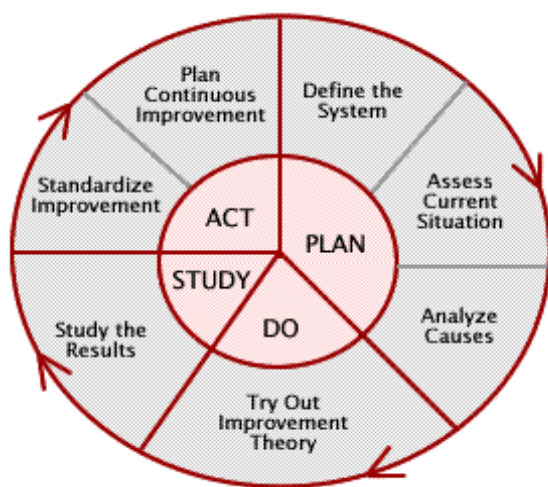 Plan
Continuous
Improvement
Define the
System
Standardize
Improvement
Assess
Current
Situation
ACT
PLAN
STUDY
DO
Study the
Results
Analyze
Causes
Try Out
Improvement
Theory